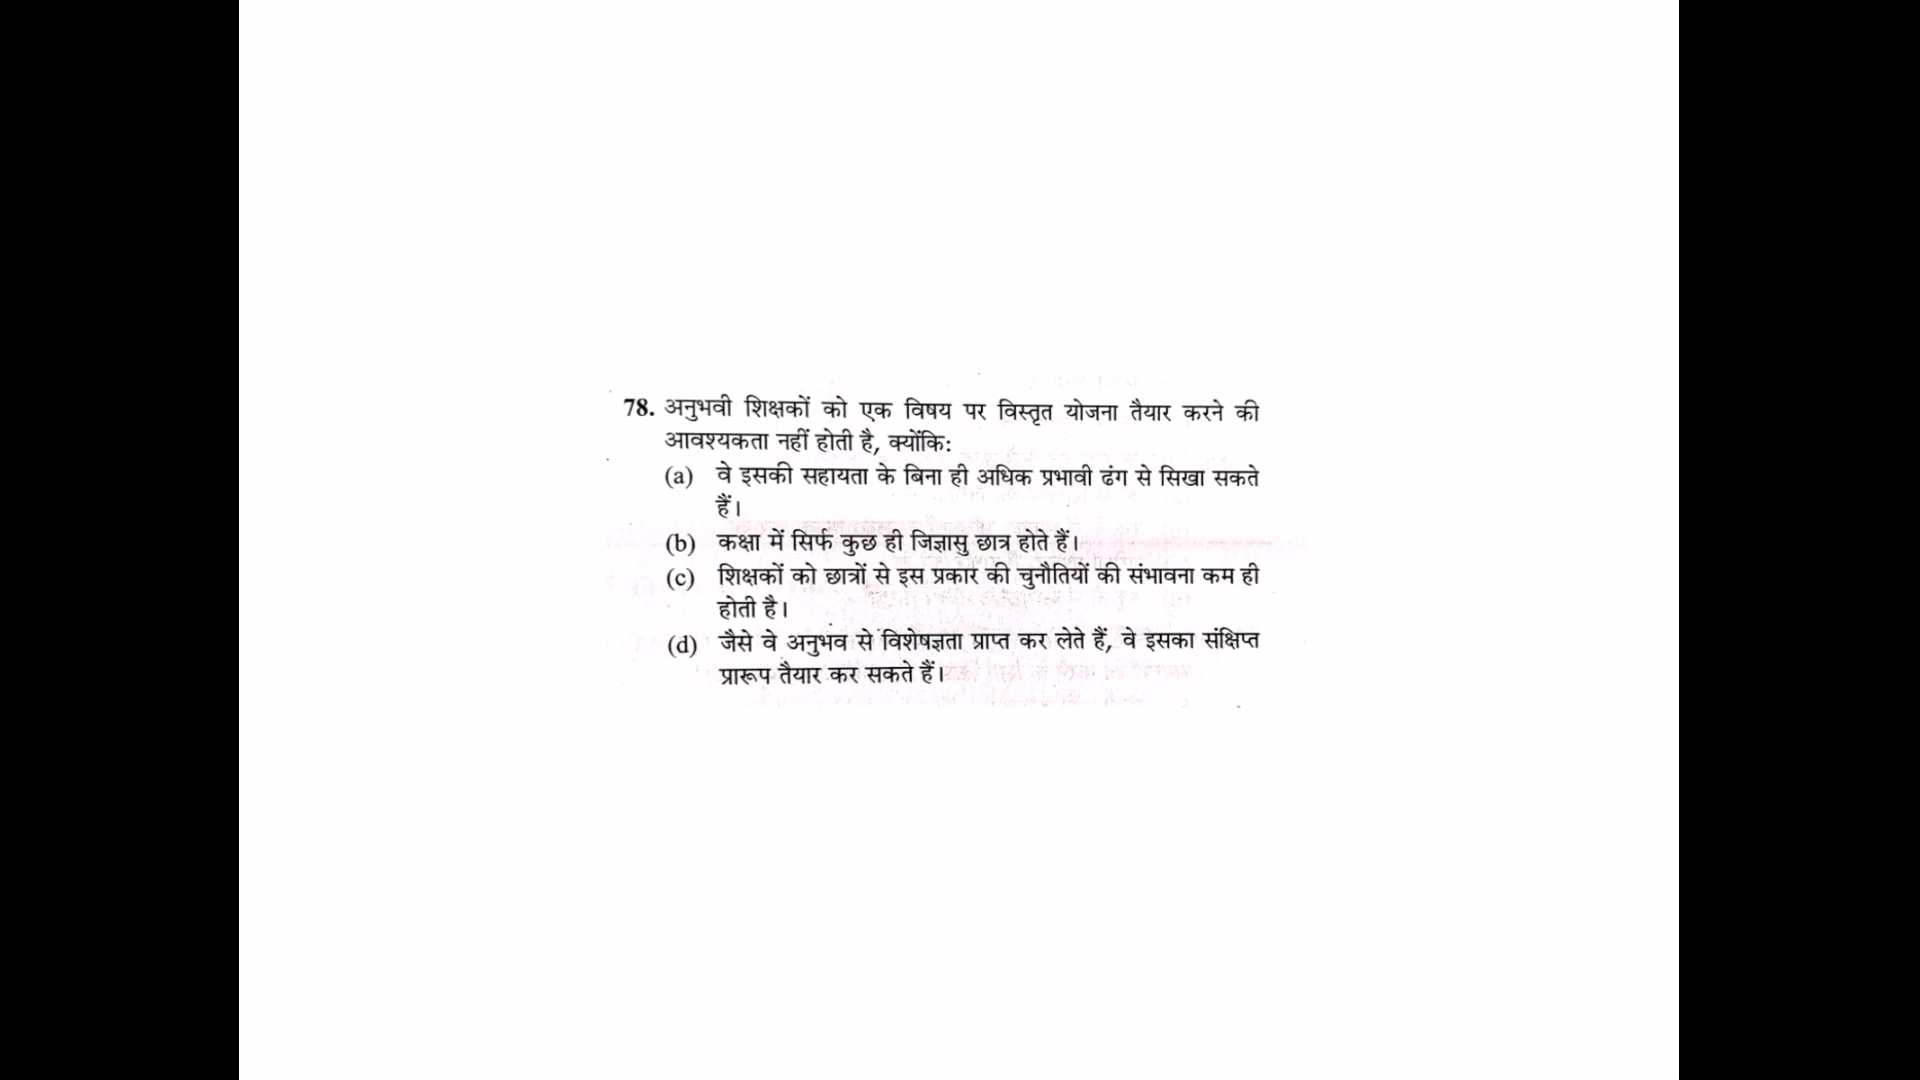 78. अनुभवी शिक्षकों को एक विषय पर विस्तृत योजना तैयार करने की
आवश्यकता नहीं होती है, क्योंकि:
(a) वे इसकी सहायता के बिना ही अधिक प्रभावी ढंग से सिखा सकते
हैं।
(b) कक्षा में सिर्फ कुछ ही जिज्ञासु छात्र होते हैं।
(c) शिक्षकों को छात्रों से इस प्रकार की चुनौतियों की संभावना कम ही
होती है।
(d) जैसे वे अनुभव से विशेषज्ञता प्राप्त कर लेते हैं, वे इसका संक्षिप्त
प्रारूप तैयार कर सकते हैं।